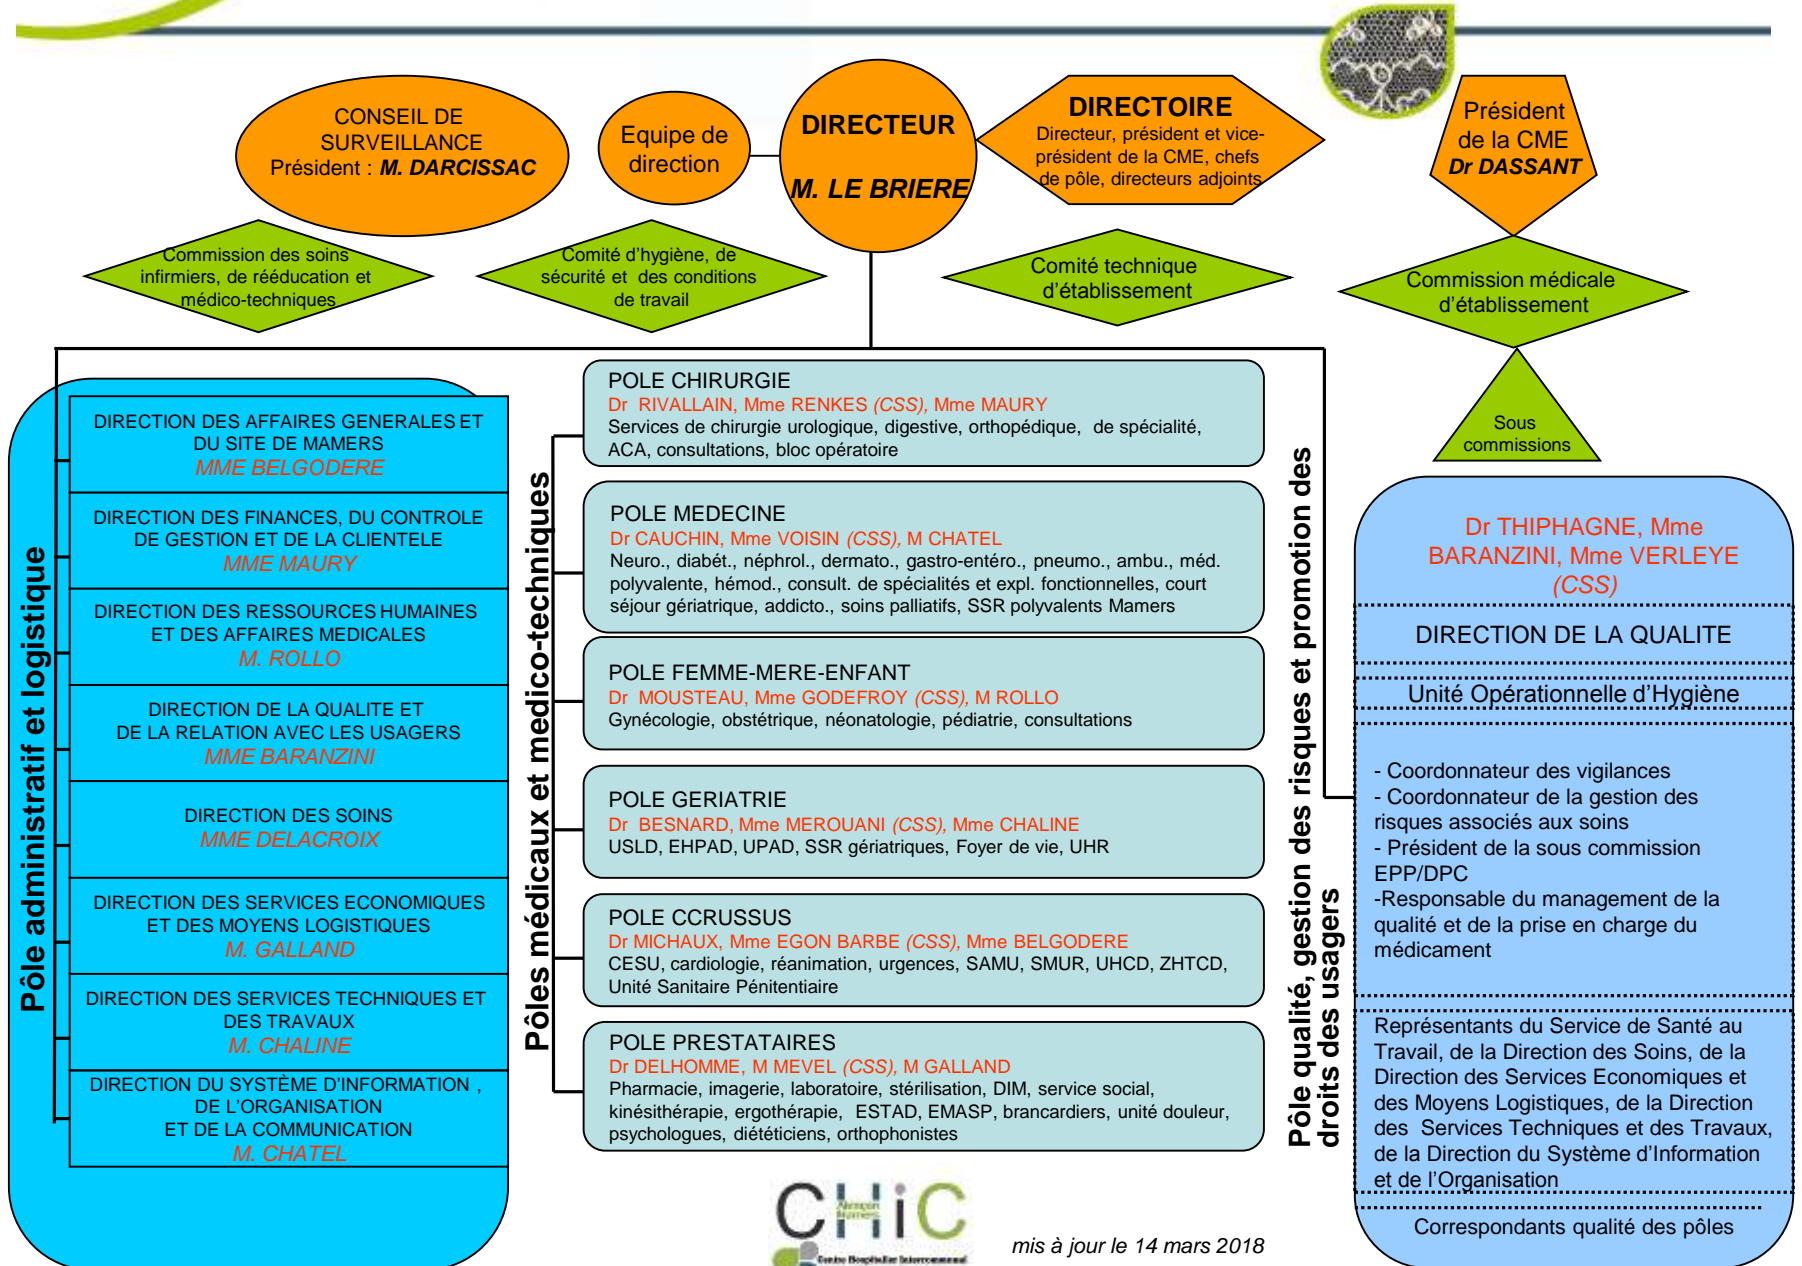 CONSEIL DE
SURVEILLANCE
Président : M. DARCISSAC
Equipe de
direction
DIRECTEUR
M. LE BRIERE
DIRECTOIRE
Directeur, président et vice-
président de la CME, chefs
de pôle, directeurs adjoints
Président
de la CME
Dr DASSANT
Commission des soins
infirmiers, de rééducation et
médico-techniques
Comité d'hygiène, de
sécurité et des conditions
de travail
Comité technique
d'établissement
Commission médicale
d'établissement
Sous
commissions
Pôle administratif et logistique
DIRECTION DES AFFAIRES GENERALES ET
DU SITE DE MAMERS
MME BELGODERE
DIRECTION DES FINANCES, DU CONTROLE
DE GESTION ET DE LA CLIENTELE
MME MAURY
DIRECTION DES RESSOURCES HUMAINES
ET DES AFFAIRES MEDICALES
M. ROLLO
DIRECTION DE LA QUALITE ET
DE LA RELATION AVEC LES USAGERS
MME BARANZINI
DIRECTION DES SOINS
MME DELACROIX
DIRECTION DES SERVICES ECONOMIQUES
ET DES MOYENS LOGISTIQUES
M. GALLAND
DIRECTION DES SERVICES TECHNIQUES ET
DES TRAVAUX
M. CHALINE
DIRECTION DU SYSTÈME D'INFORMATION ,
DE L'ORGANISATION
ET DE LA COMMUNICATION
M. CHATEL
Pôles médicaux et medico-techniques
POLE CHIRURGIE
Dr RIVALLAIN, Mme RENKES (CSS), Mme MAURY
Services de chirurgie urologique, digestive, orthopédique, de spécialité,
ACA, consultations, bloc opératoire
POLE MEDECINE
Dr CAUCHIN, Mme VOISIN (CSS), M CHATEL
Neuro., diabét., néphrol., dermato., gastro-entéro., pneumo., ambu., méd.
polyvalente, hémod., consult. de spécialités et expl. fonctionnelles, court
séjour gériatrique, addicto., soins palliatifs, SSR polyvalents Mamers
POLE FEMME-MERE-ENFANT
Dr MOUSTEAU, Mme GODEFROY (CSS), M ROLLO
Gynécologie, obstétrique, néonatologie, pédiatrie, consultations
POLE GERIATRIE
Dr BESNARD, Mme MEROUANI (CSS), Mme CHALINE
USLD, EHPAD, UPAD, SSR gériatriques, Foyer de vie, UHR
POLE CCRUSSUS
Dr MICHAUX, Mme EGON BARBE (CSS), Mme BELGODERE
CESU, cardiologie, réanimation, urgences, SAMU, SMUR, UHCD, ZHTCD,
Unité Sanitaire Pénitentiaire
POLE PRESTATAIRES
Dr DELHOMME, M MEVEL (CSS), M GALLAND
Pharmacie, imagerie, laboratoire, stérilisation, DIM, service social,
kinésithérapie, ergothérapie, ESTAD, EMASP, brancardiers, unité douleur,
psychologues, diététiciens, orthophonistes
Pôle qualité, gestion des risques et promotion des
droits des usagers
Dr THIPHAGNE, Mme
BARANZINI, Mme VERLEYE
(CSS)
DIRECTION DE LA QUALITE
Unité Opérationnelle d'Hygiène
- Coordonnateur des vigilances
- Coordonnateur de la gestion des
risques associés aux soins
- Président de la sous commission
EPP/DPC
-Responsable du management de la
qualité et de la prise en charge du
médicament
Représentants du Service de Santé au
Travail, de la Direction des Soins, de la
Direction des Services Economiques et
des Moyens Logistiques, de la Direction
des Services Techniques et des Travaux,
de la Direction du Système d'Information
et de l'Organisation
Correspondants qualité des pôles
CHiC
Alençon
Mamers
Centre Hospitalier Intercommunal
mis à jour le 14 mars 2018